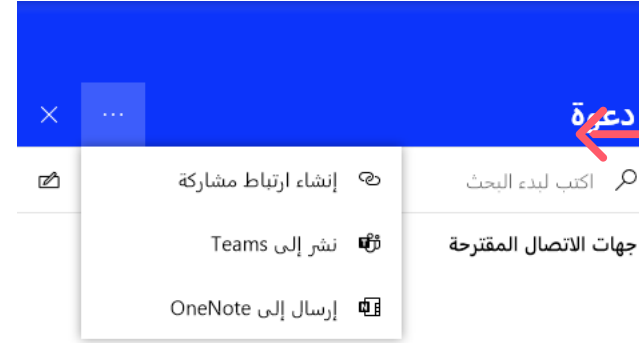 دعوة
اكتب لبدء البحث
إنشاء ارتباط مشاركة
جهات الاتصال المقترحة
نشر إلى Teams
إرسال إلى OneNote